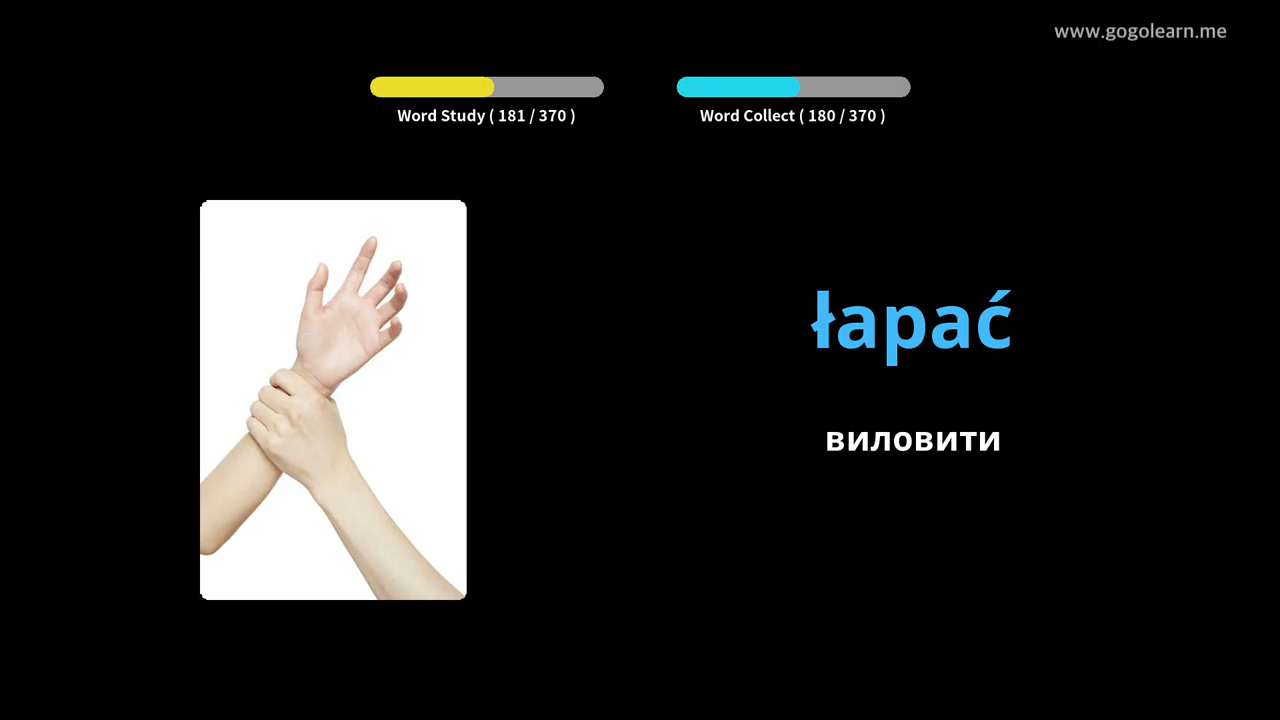 www.gogolearn.me
Word Study ( 181 / 370 )
Word Collect ( 180 / 370 )
łapać
виловити